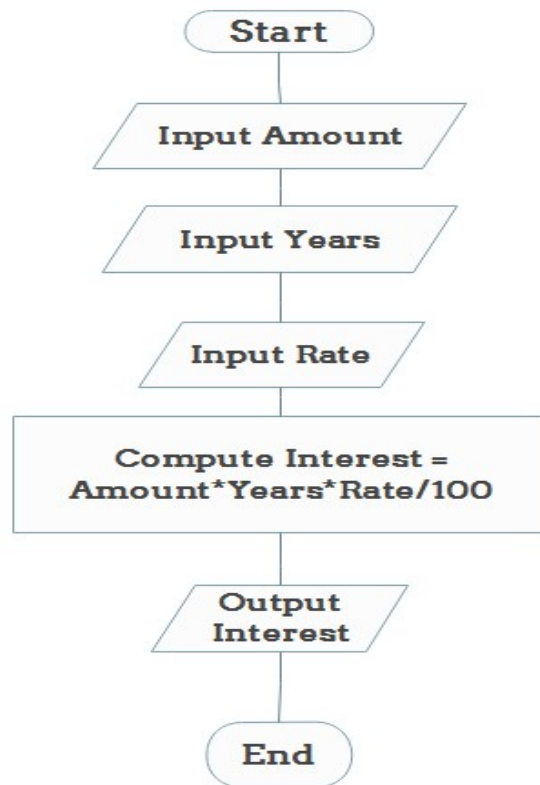 Start
Input Amount
Input Years
Input Rate
Compute Interest =
Amount*Years*Rate/100
Output
Interest
End